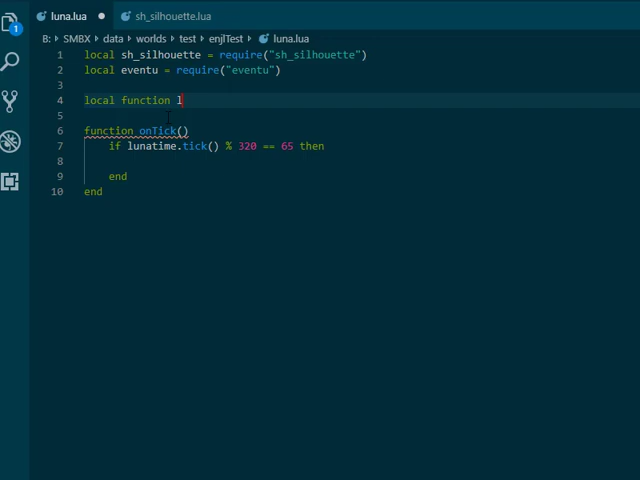 luna.lua ● sh_silhouette.lua
1
B: SMBX data worlds test enjlTest luna.lua
1 local sh_silhouette = require("sh_silhouette")
2 local eventu = require("eventu")
3
4 local function l
5
6 function onTick()
7 if lunatime.tick() % 320 == 65 then
8
9 end
10 end